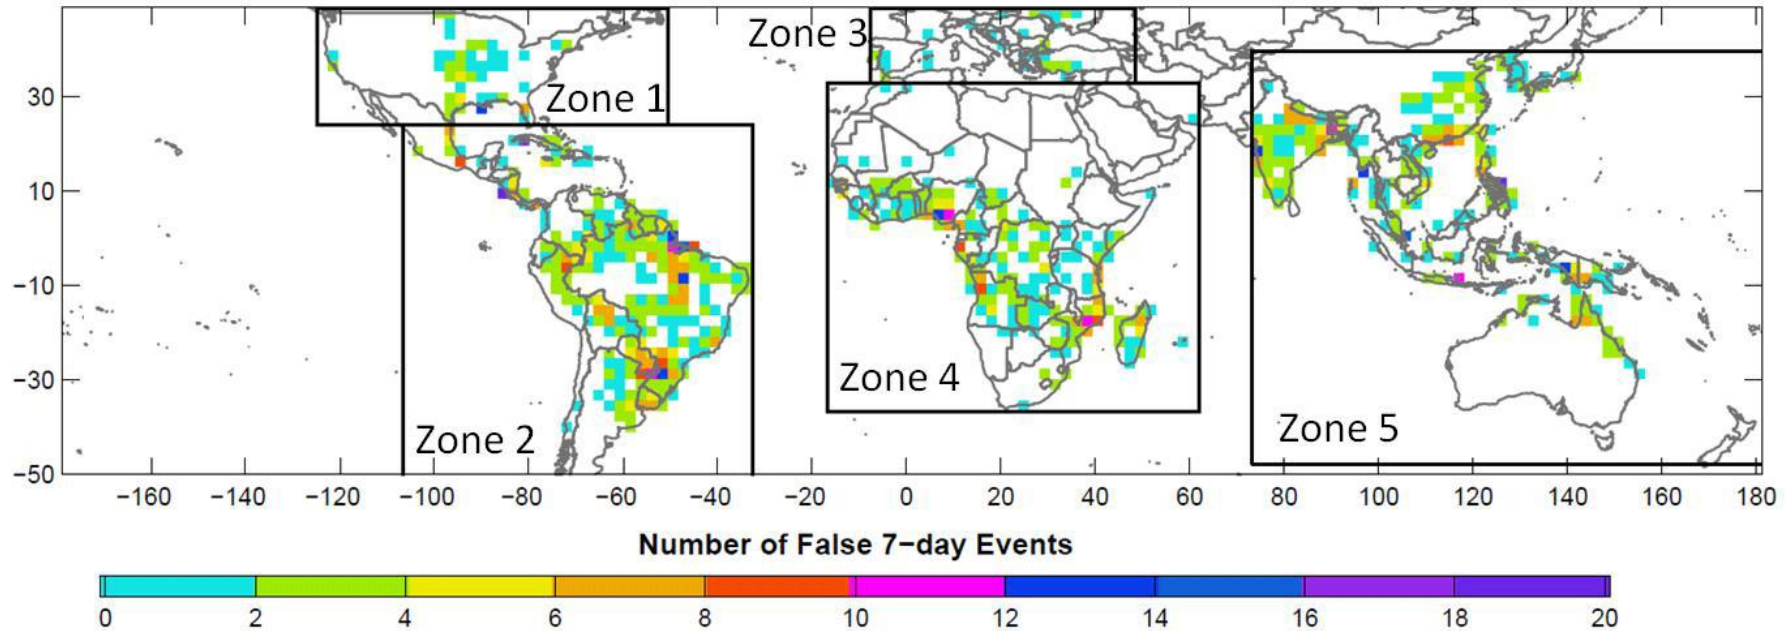 Zone 3
Zone 1
30
10
−10
Zone 4
−30
Zone 2
Zone 5
−50
−160 −140 −120 −100 −80 −60 −40 −20 0 20 40 60 80 100 120 140 160 180
Number of False 7−day Events
0 2 4 6 8 10 12 14 16 18 20